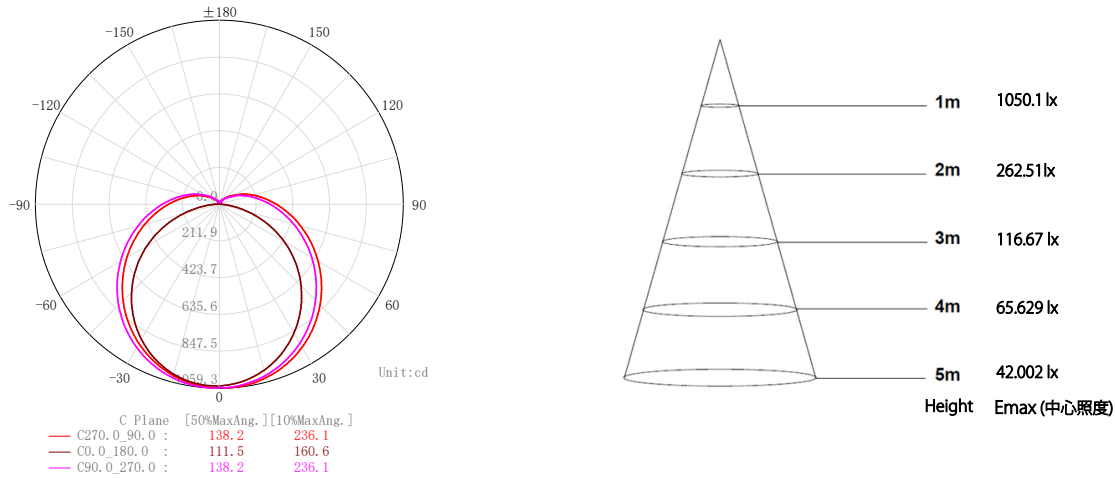 ±180
-150
150
-120
120
-90
0.0
90
211.9
423.7
-60
635.6
60
847.5
-30
1059.3
30
Unit:cd
0
C Plane [50%MaxAng.][10%MaxAng.]
C270.0_90.0 : 138.2 236.1
C0.0_180.0 : 111.5 160.6
C90.0_270.0 : 138.2 236.1
1m 1050.1 lx
2m 262.51lx
3m 116.67 lx
4m 65.629 lx
5m 42.002 lx
Height Emax (中心照度)